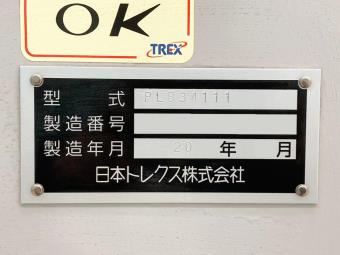 OK
TREX
型式 PLB34111
製造番号
製造年月 20 年 月
日本トレクス株式会社